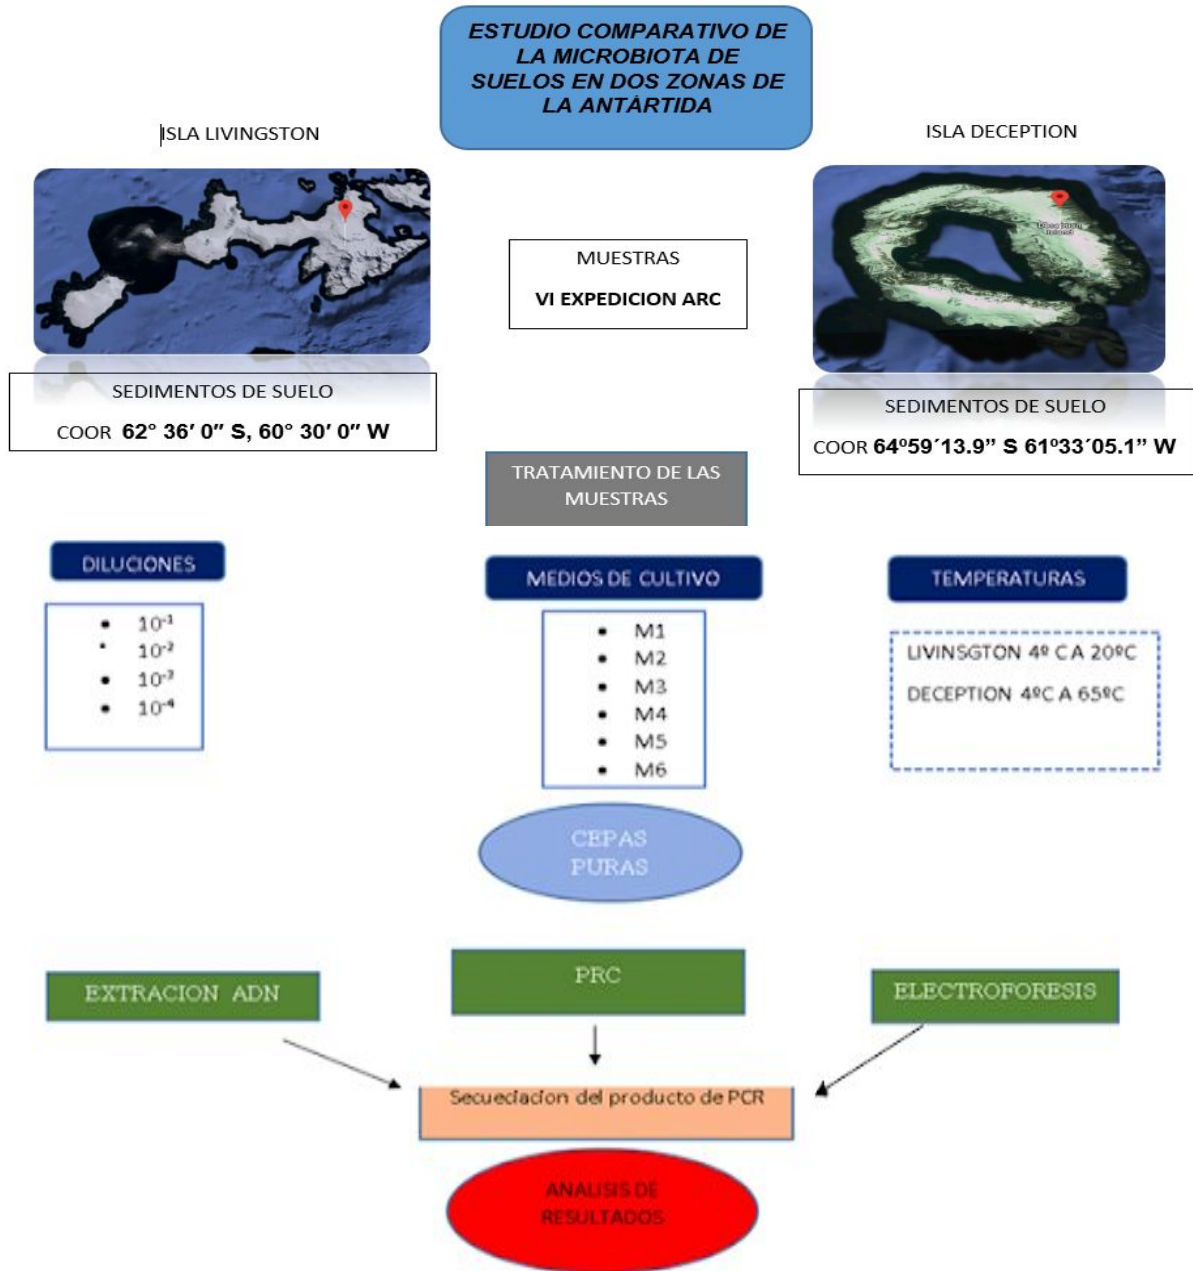 ESTUDIO COMPARATIVO DE
LA MICROBIOTA DE
SUELOS EN DOS ZONAS DE
LA ANTÀRTIDA
ISLA LIVINGSTON
ISLA DECEPTION
MUESTRAS
VI EXPEDICION ARC
SEDIMENTOS DE SUELO
COOR 62° 36′ 0″ S, 60° 30′ 0″ W
SEDIMENTOS DE SUELO
COOR 64º59´13.9” S 61º33´05.1” W
TRATAMIENTO DE LAS
MUESTRAS
DILUCIONES
• 10⁻¹
• 10⁻²
• 10⁻³
• 10⁻⁴
MEDIOS DE CULTIVO
• M1
• M2
• M3
• M4
• M5
• M6
TEMPERATURAS
LIVINSGTON 4º C A 20ºC
DECEPTION 4ºC A 65ºC
CEPAS
PURAS
EXTRACION ADN
PRC
ELECTROFORESIS
Secueciacion del producto de PCR
ANALISIS DE
RESULTADOS